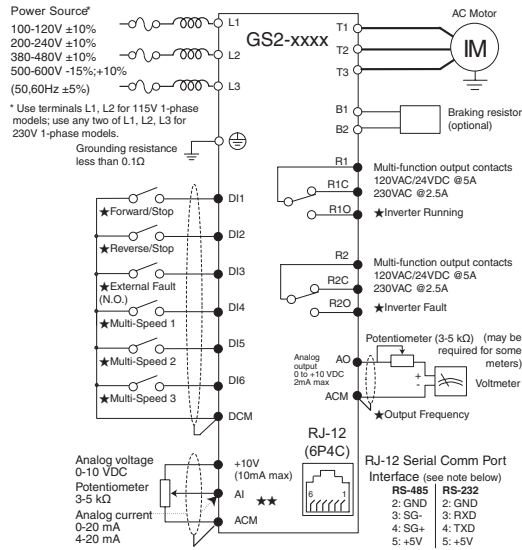 Power Source*
100-120V ±10%
200-240V ±10%
380-480V ±10%
500-600V -15%;+10%
(50,60Hz ±5%)
* Use terminals L1, L2 for 115V 1-phase
models; use any two of L1, L2, L3 for
230V 1-phase models.
Grounding resistance
less than 0.1Ω
L1
L2
L3
GS2-xxxx
T1
T2
T3
AC Motor
IM
B1
B2
Braking resistor
(optional)
R1
R1C
R1O
Multi-function output contacts
120VAC/24VDC @5A
230VAC @2.5A
★Inverter Running
R2
R2C
R2O
Multi-function output contacts
120VAC/24VDC @5A
230VAC @2.5A
★Inverter Fault
DI1
★Forward/Stop
DI2
★Reverse/Stop
DI3
★External Fault
(N.O.)
DI4
★Multi-Speed 1
DI5
★Multi-Speed 2
DI6
★Multi-Speed 3
DCM
Analog
output
0 to +10 VDC
2mA max
AO
ACM
Potentiometer (3-5 kΩ) (may be
required for some
meters)
+
-
Voltmeter
★Output Frequency
Analog voltage
0-10 VDC
Potentiometer
3-5 kΩ
Analog current
0-20 mA
4-20 mA
+10V
(10mA max)
AI
★★
ACM
RJ-12
(6P4C)
6 1
RJ-12 Serial Comm Port
Interface (see note below)
RS-485 RS-232
2: GND 2: GND
3: SG- 3: RXD
4: SG+ 4: TXD
5: +5V 5: +5V